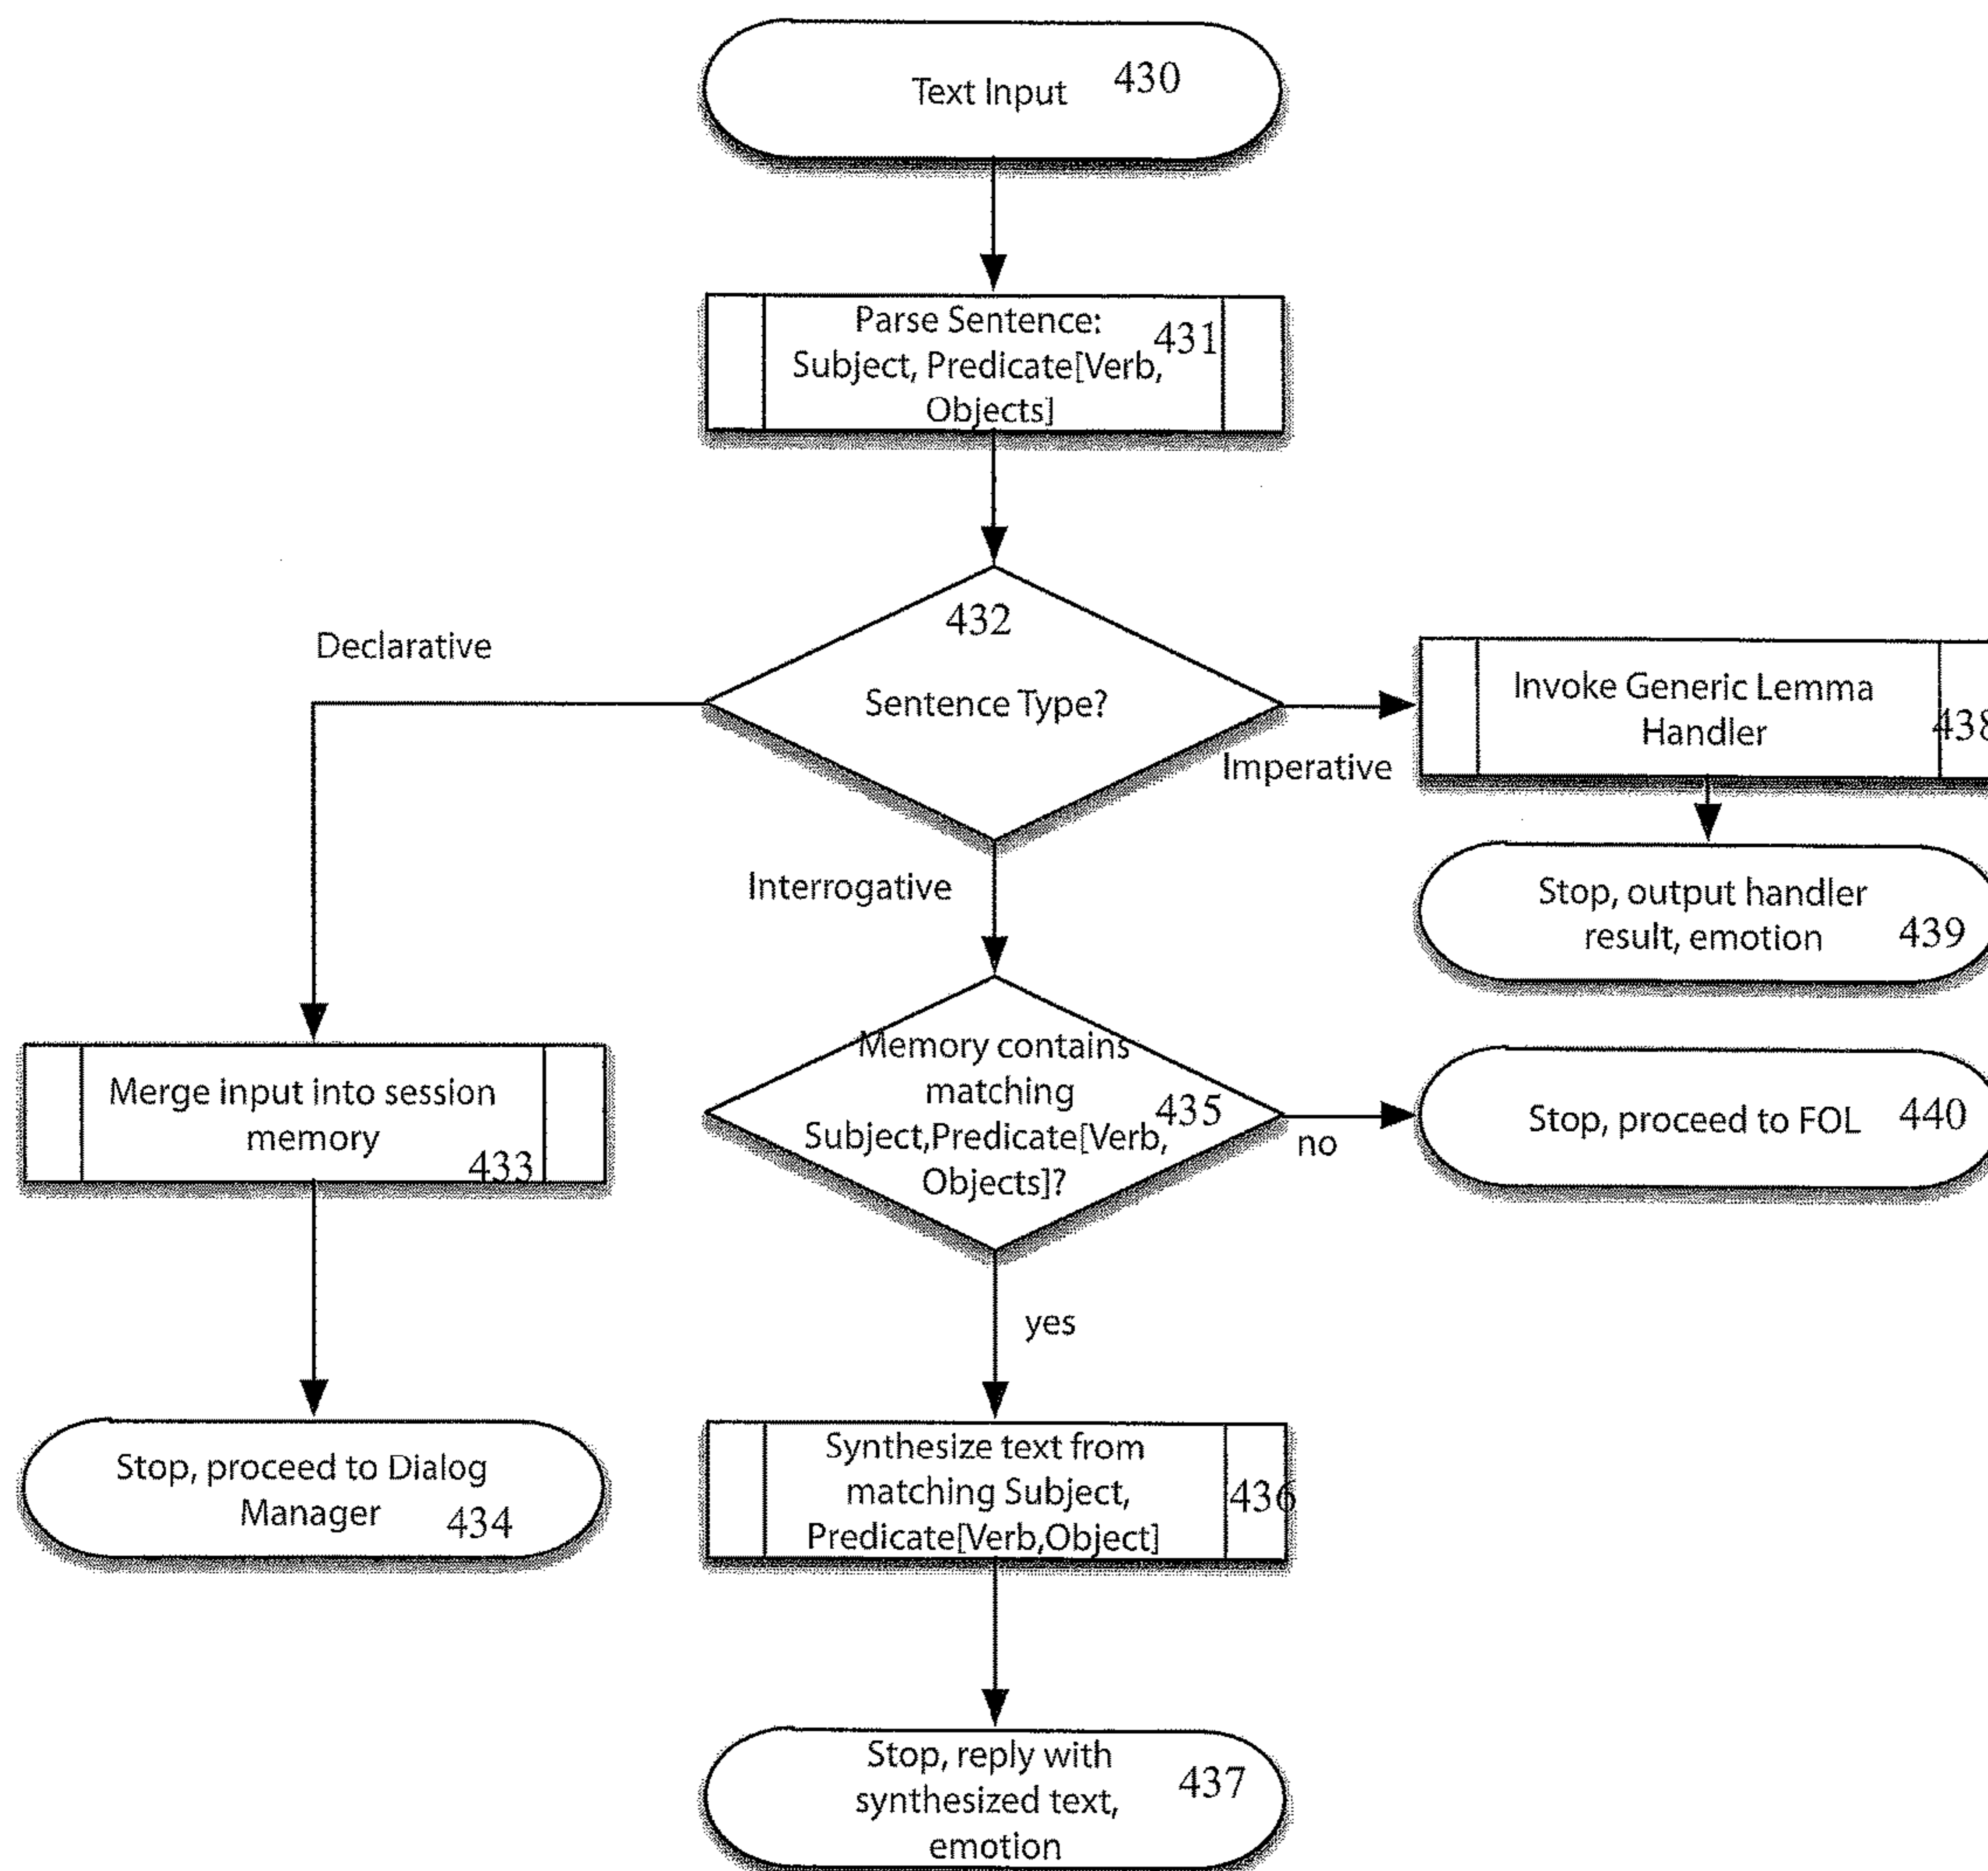 Text Input 430
Parse Sentence:
Subject, Predicate[Verb, 431
Objects]
432
Sentence Type?
Declarative
Imperative
Interrogative
Invoke Generic Lemma
Handler 438
Stop, output handler
result, emotion 439
Merge input into session
memory
433
Memory contains
matching
Subject,Predicate[Verb, 435
Objects]?
no
Stop, proceed to FOL 440
yes
Stop, proceed to Dialog
Manager 434
Synthesize text from
matching Subject, 436
Predicate[Verb,Object]
Stop, reply with
synthesized text, 437
emotion